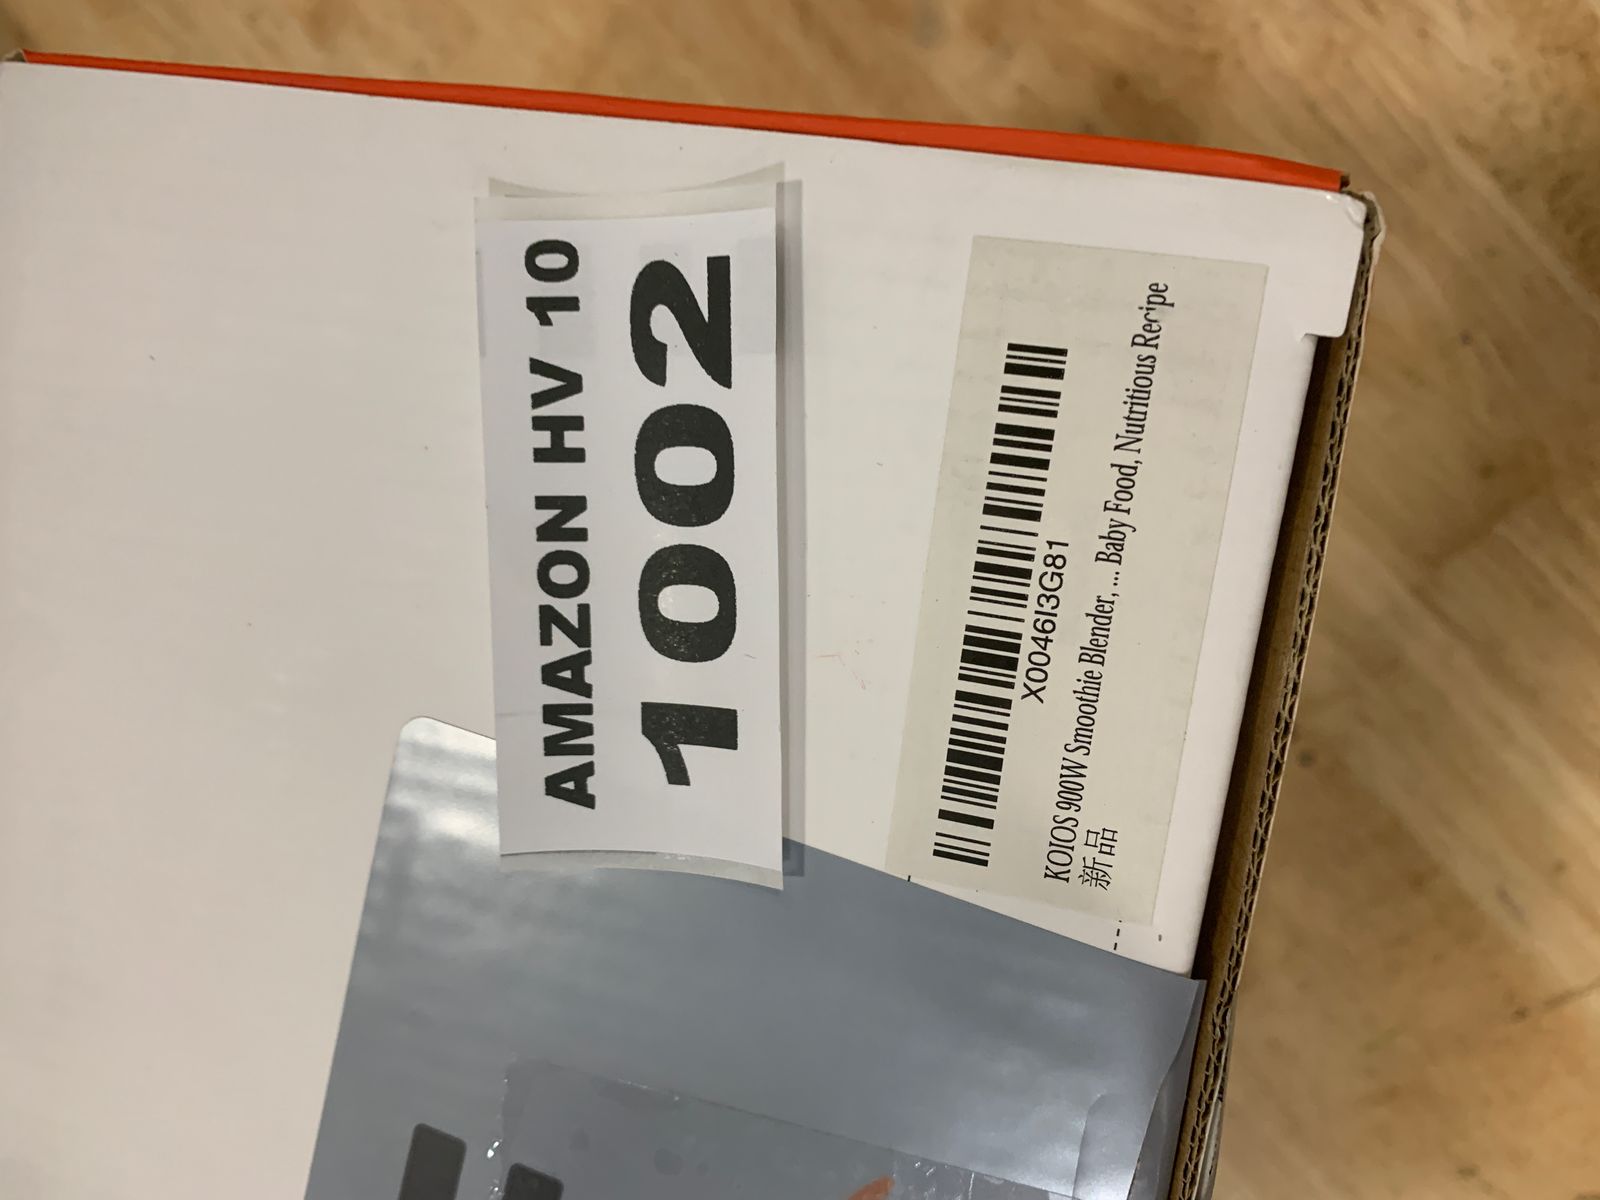 AMAZON HV 10
1002
X0046I3G81
KOIOS 900W Smoothie Blender, ... Baby Food, Nutritious Recipe
新品